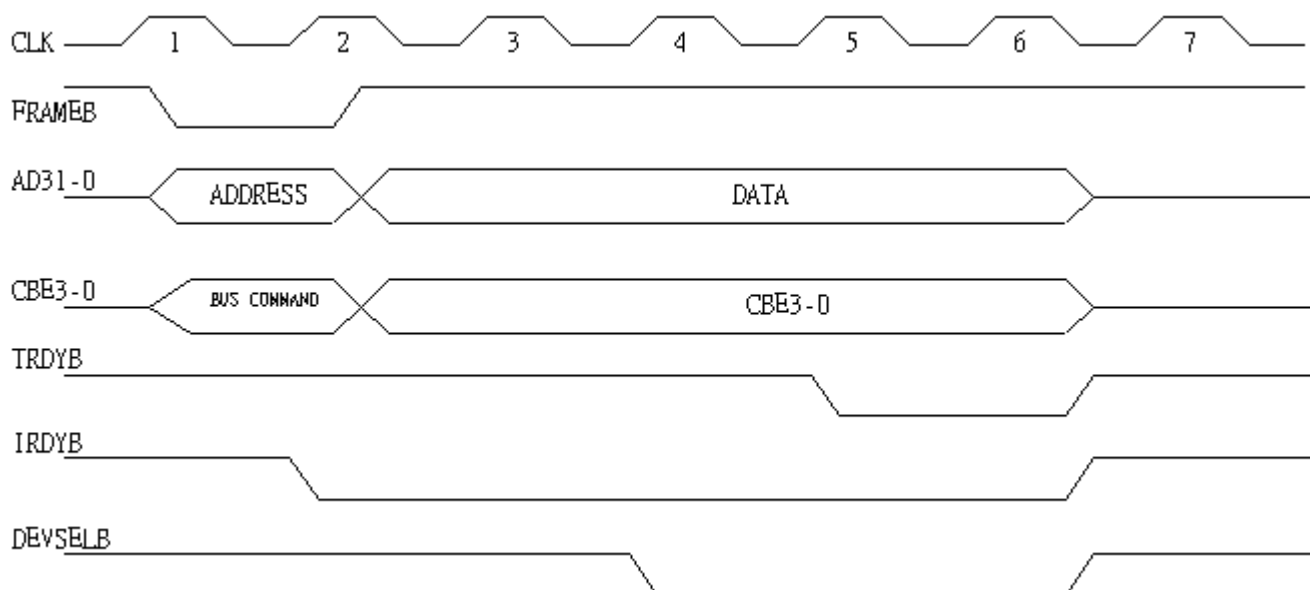 CLK 1 2 3 4 5 6 7
FRAMEB
AD31-0 ADDRESS DATA
CBE3-0 BUS COMMAND CBE3-0
TRDYB
IRDYB
DEVSELB